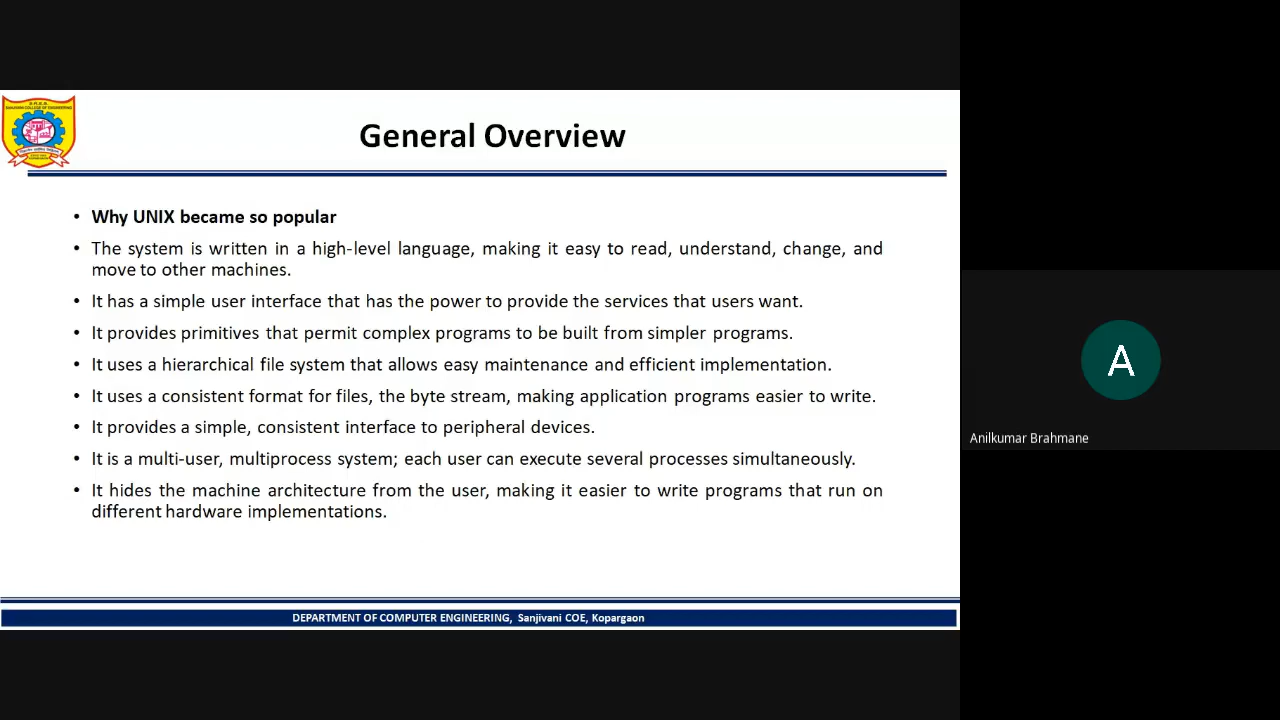 General Overview
• Why UNIX became so popular
• The system is written in a high-level language, making it easy to read, understand, change, and
move to other machines.
• It has a simple user interface that has the power to provide the services that users want.
• It provides primitives that permit complex programs to be built from simpler programs.
• It uses a hierarchical file system that allows easy maintenance and efficient implementation.
• It uses a consistent format for files, the byte stream, making application programs easier to write.
• It provides a simple, consistent interface to peripheral devices.
• It is a multi-user, multiprocess system; each user can execute several processes simultaneously.
• It hides the machine architecture from the user, making it easier to write programs that run on
different hardware implementations.
DEPARTMENT OF COMPUTER ENGINEERING, Sanjivani COE, Kopargaon
A
Anilkumar Brahmane